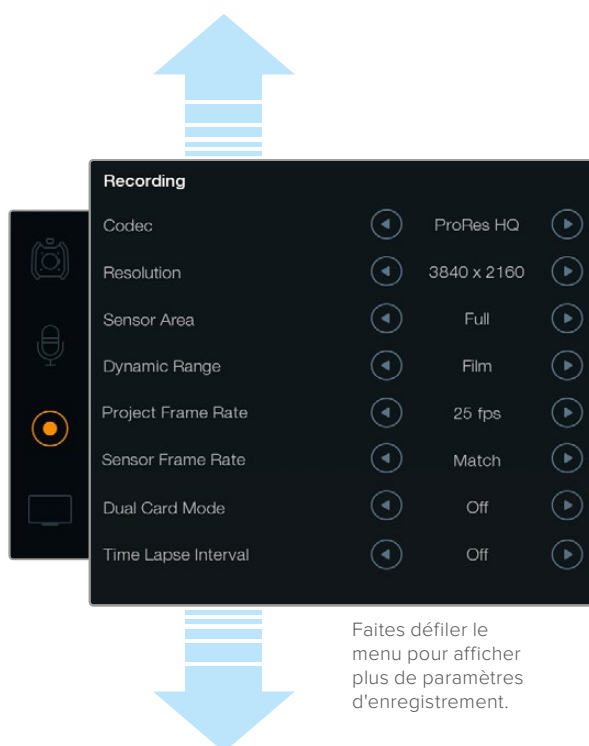 Recording
Codec ProRes HQ
Resolution 3840 x 2160
Sensor Area Full
Dynamic Range Film
Project Frame Rate 25 fps
Sensor Frame Rate Match
Dual Card Mode Off
Time Lapse Interval Off
Faites défiler le
menu pour afficher
plus de paramètres
d'enregistrement.